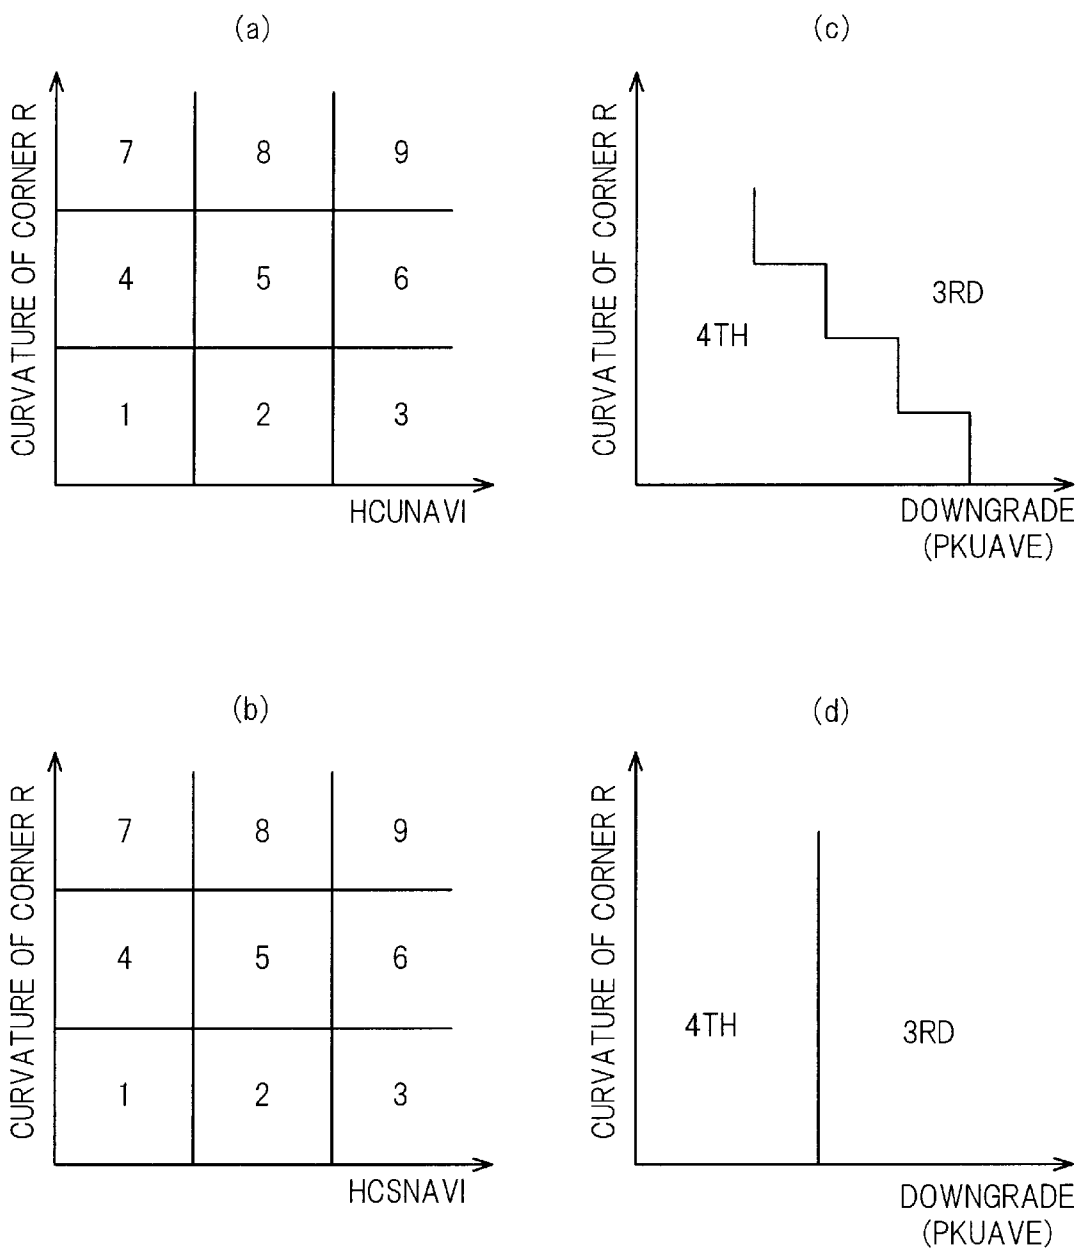 (a)
CURVATURE OF CORNER R
7 8 9
4 5 6
1 2 3
HCUNAVI
(c)
CURVATURE OF CORNER R
4TH
3RD
DOWNGRADE
(PKUAVE)
(b)
CURVATURE OF CORNER R
7 8 9
4 5 6
1 2 3
HCSNAVI
(d)
CURVATURE OF CORNER R
4TH
3RD
DOWNGRADE
(PKUAVE)